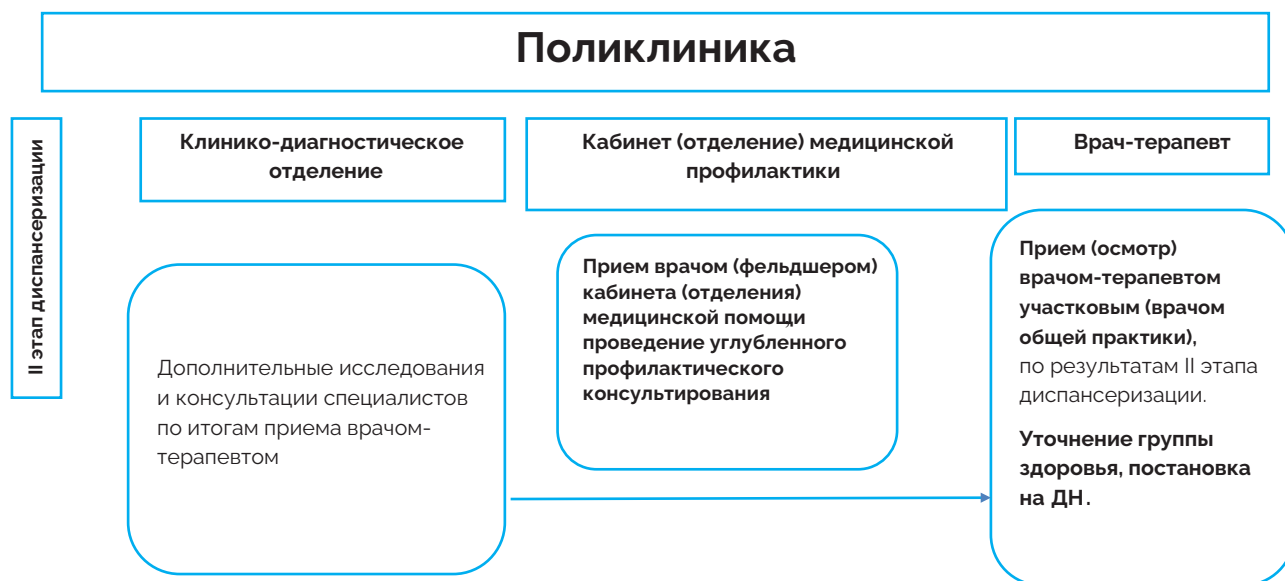 Поликлиника
II этап диспансеризации
Клинико-диагностическое
отделение
Кабинет (отделение) медицинской
профилактики
Врач-терапевт
Дополнительные исследования
и консультации специалистов
по итогам приема врачом-
терапевтом
Прием врачом (фельдшером)
кабинета (отделения)
медицинской помощи
проведение углубленного
профилактического
консультирования
Прием (осмотр)
врачом-терапевтом
участковым (врачом
общей практики),
по результатам II этапа
диспансеризации.
Уточнение группы
здоровья, постановка
на ДН.